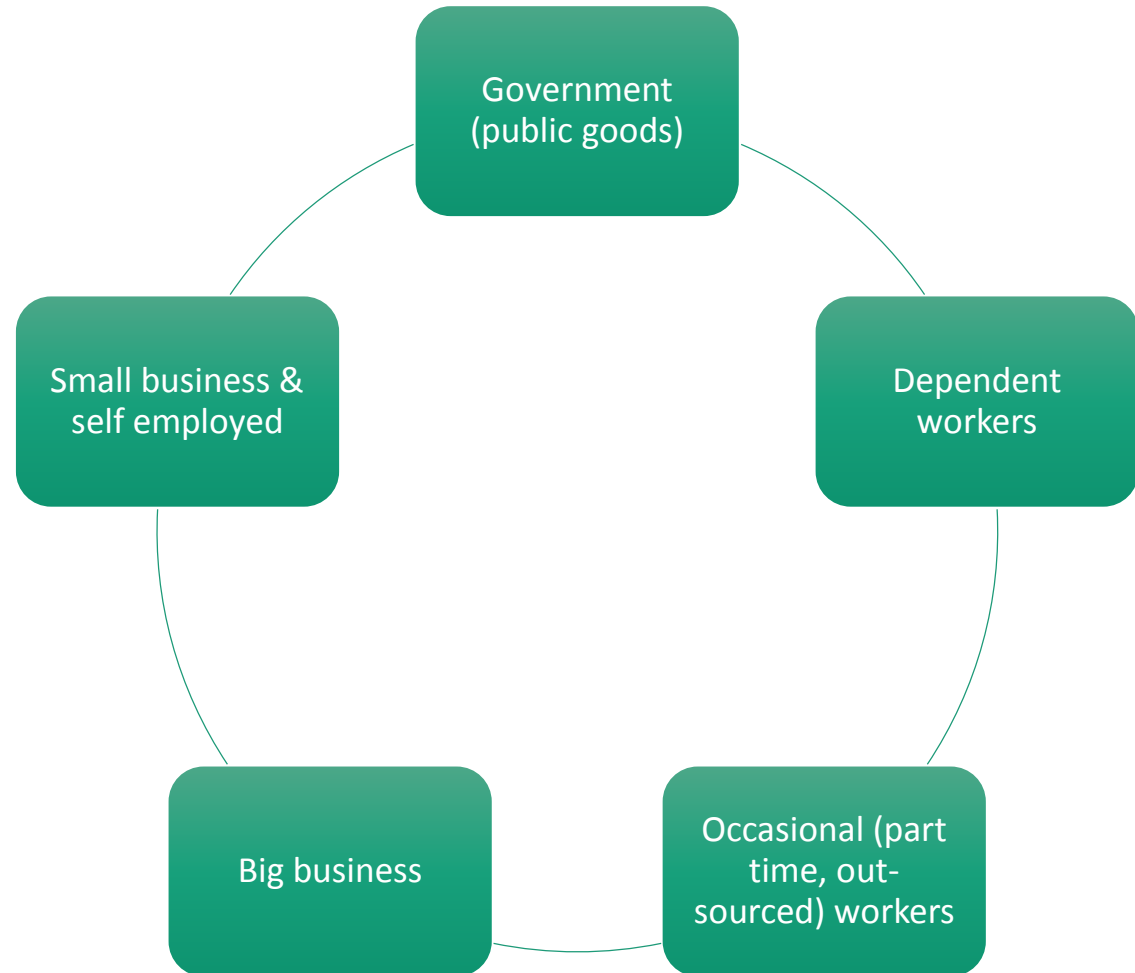 Government
(public goods)
Dependent
workers
Occasional (part
time, out-
sourced) workers
Big business
Small business &
self employed